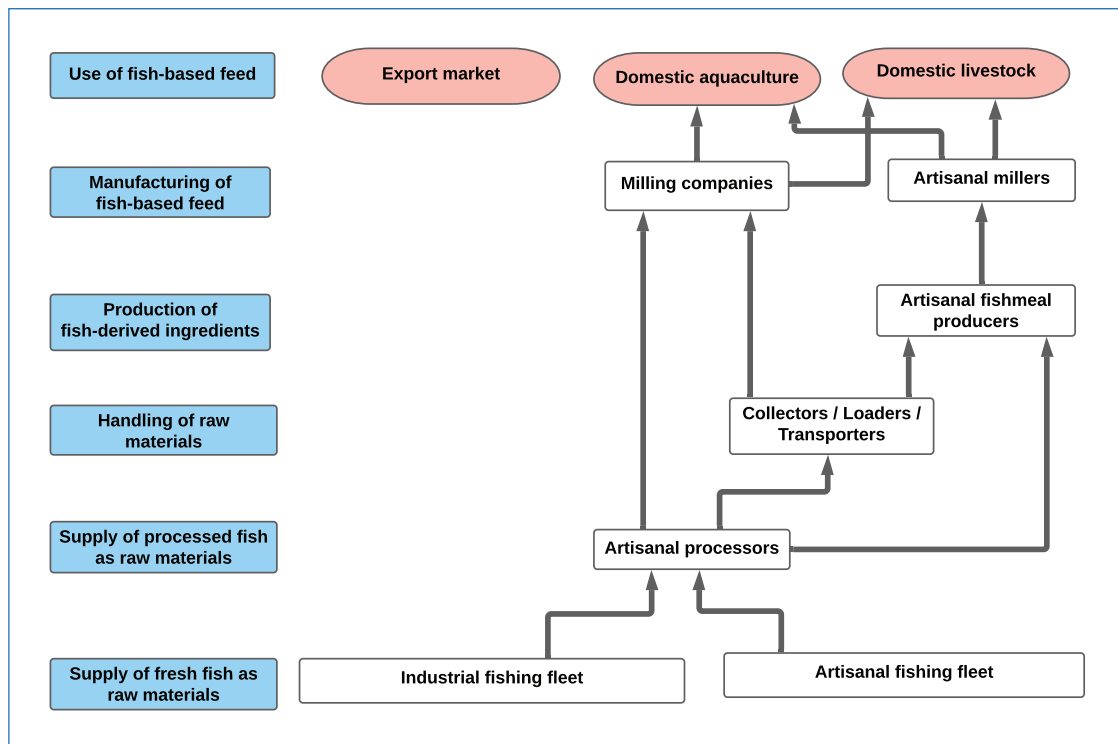 Use of fish-based feed
Export market
Domestic aquaculture
Domestic livestock
Manufacturing of
fish-based feed
Milling companies
Artisanal millers
Production of
fish-derived ingredients
Artisanal fishmeal
producers
Handling of raw
materials
Collectors / Loaders /
Transporters
Supply of processed fish
as raw materials
Artisanal processors
Supply of fresh fish as
raw materials
Industrial fishing fleet
Artisanal fishing fleet